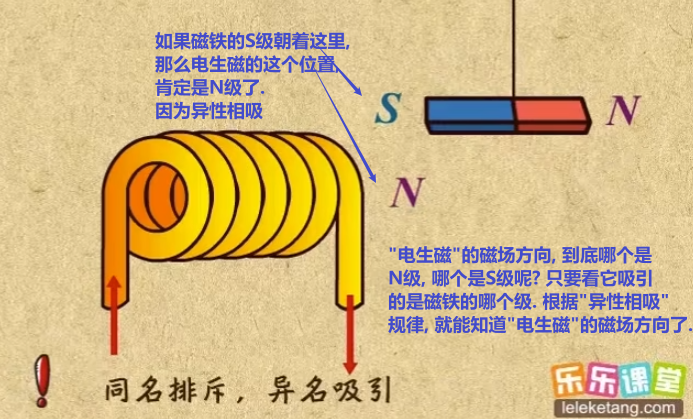 如果磁铁的S级朝着这里,
那么电生磁的这个位置,
肯定是N级了.
因为异性相吸
S
N
N
"电生磁"的磁场方向, 到底哪个是
N级, 哪个是S级呢? 只要看它吸引
的是磁铁的哪个级. 根据"异性相吸"
规律, 就能知道"电生磁"的磁场方向了.
同名排斥，异名吸引
乐乐课堂
leleketang.com